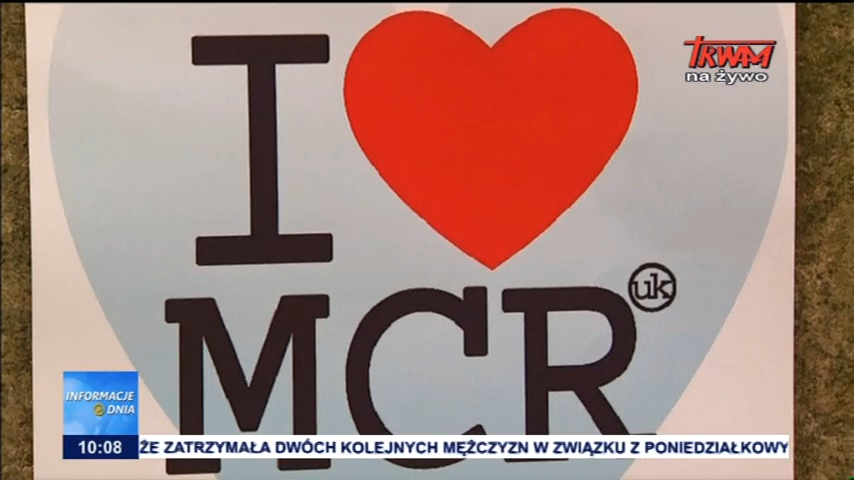 I
TRWAM
na żywo
MCR
uk
INFORMACJE
DNIA
10:08
ŻE ZATRZYMAŁA DWÓCH KOLEJNYCH MĘŻCZYZN W ZWIĄZKU Z PONIEDZIAŁKOWY